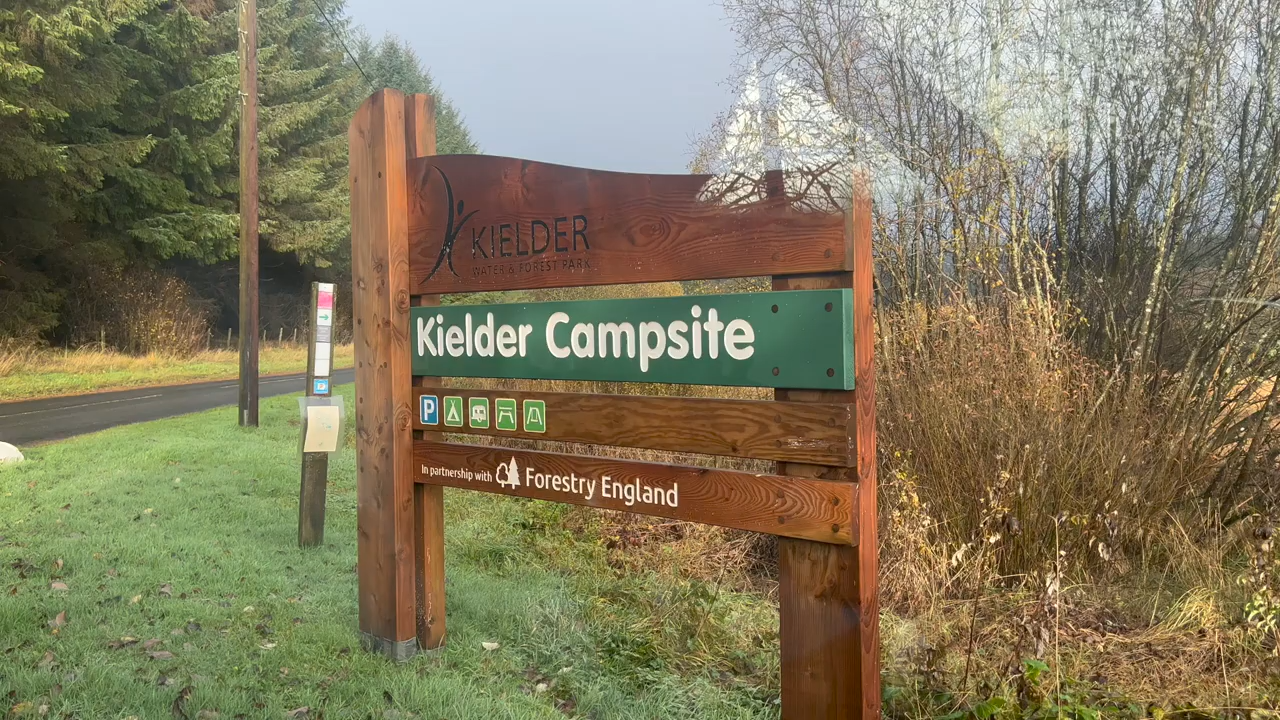 KIELDER
WATER & FOREST PARK
Kielder Campsite
P
In partnership with Forestry England